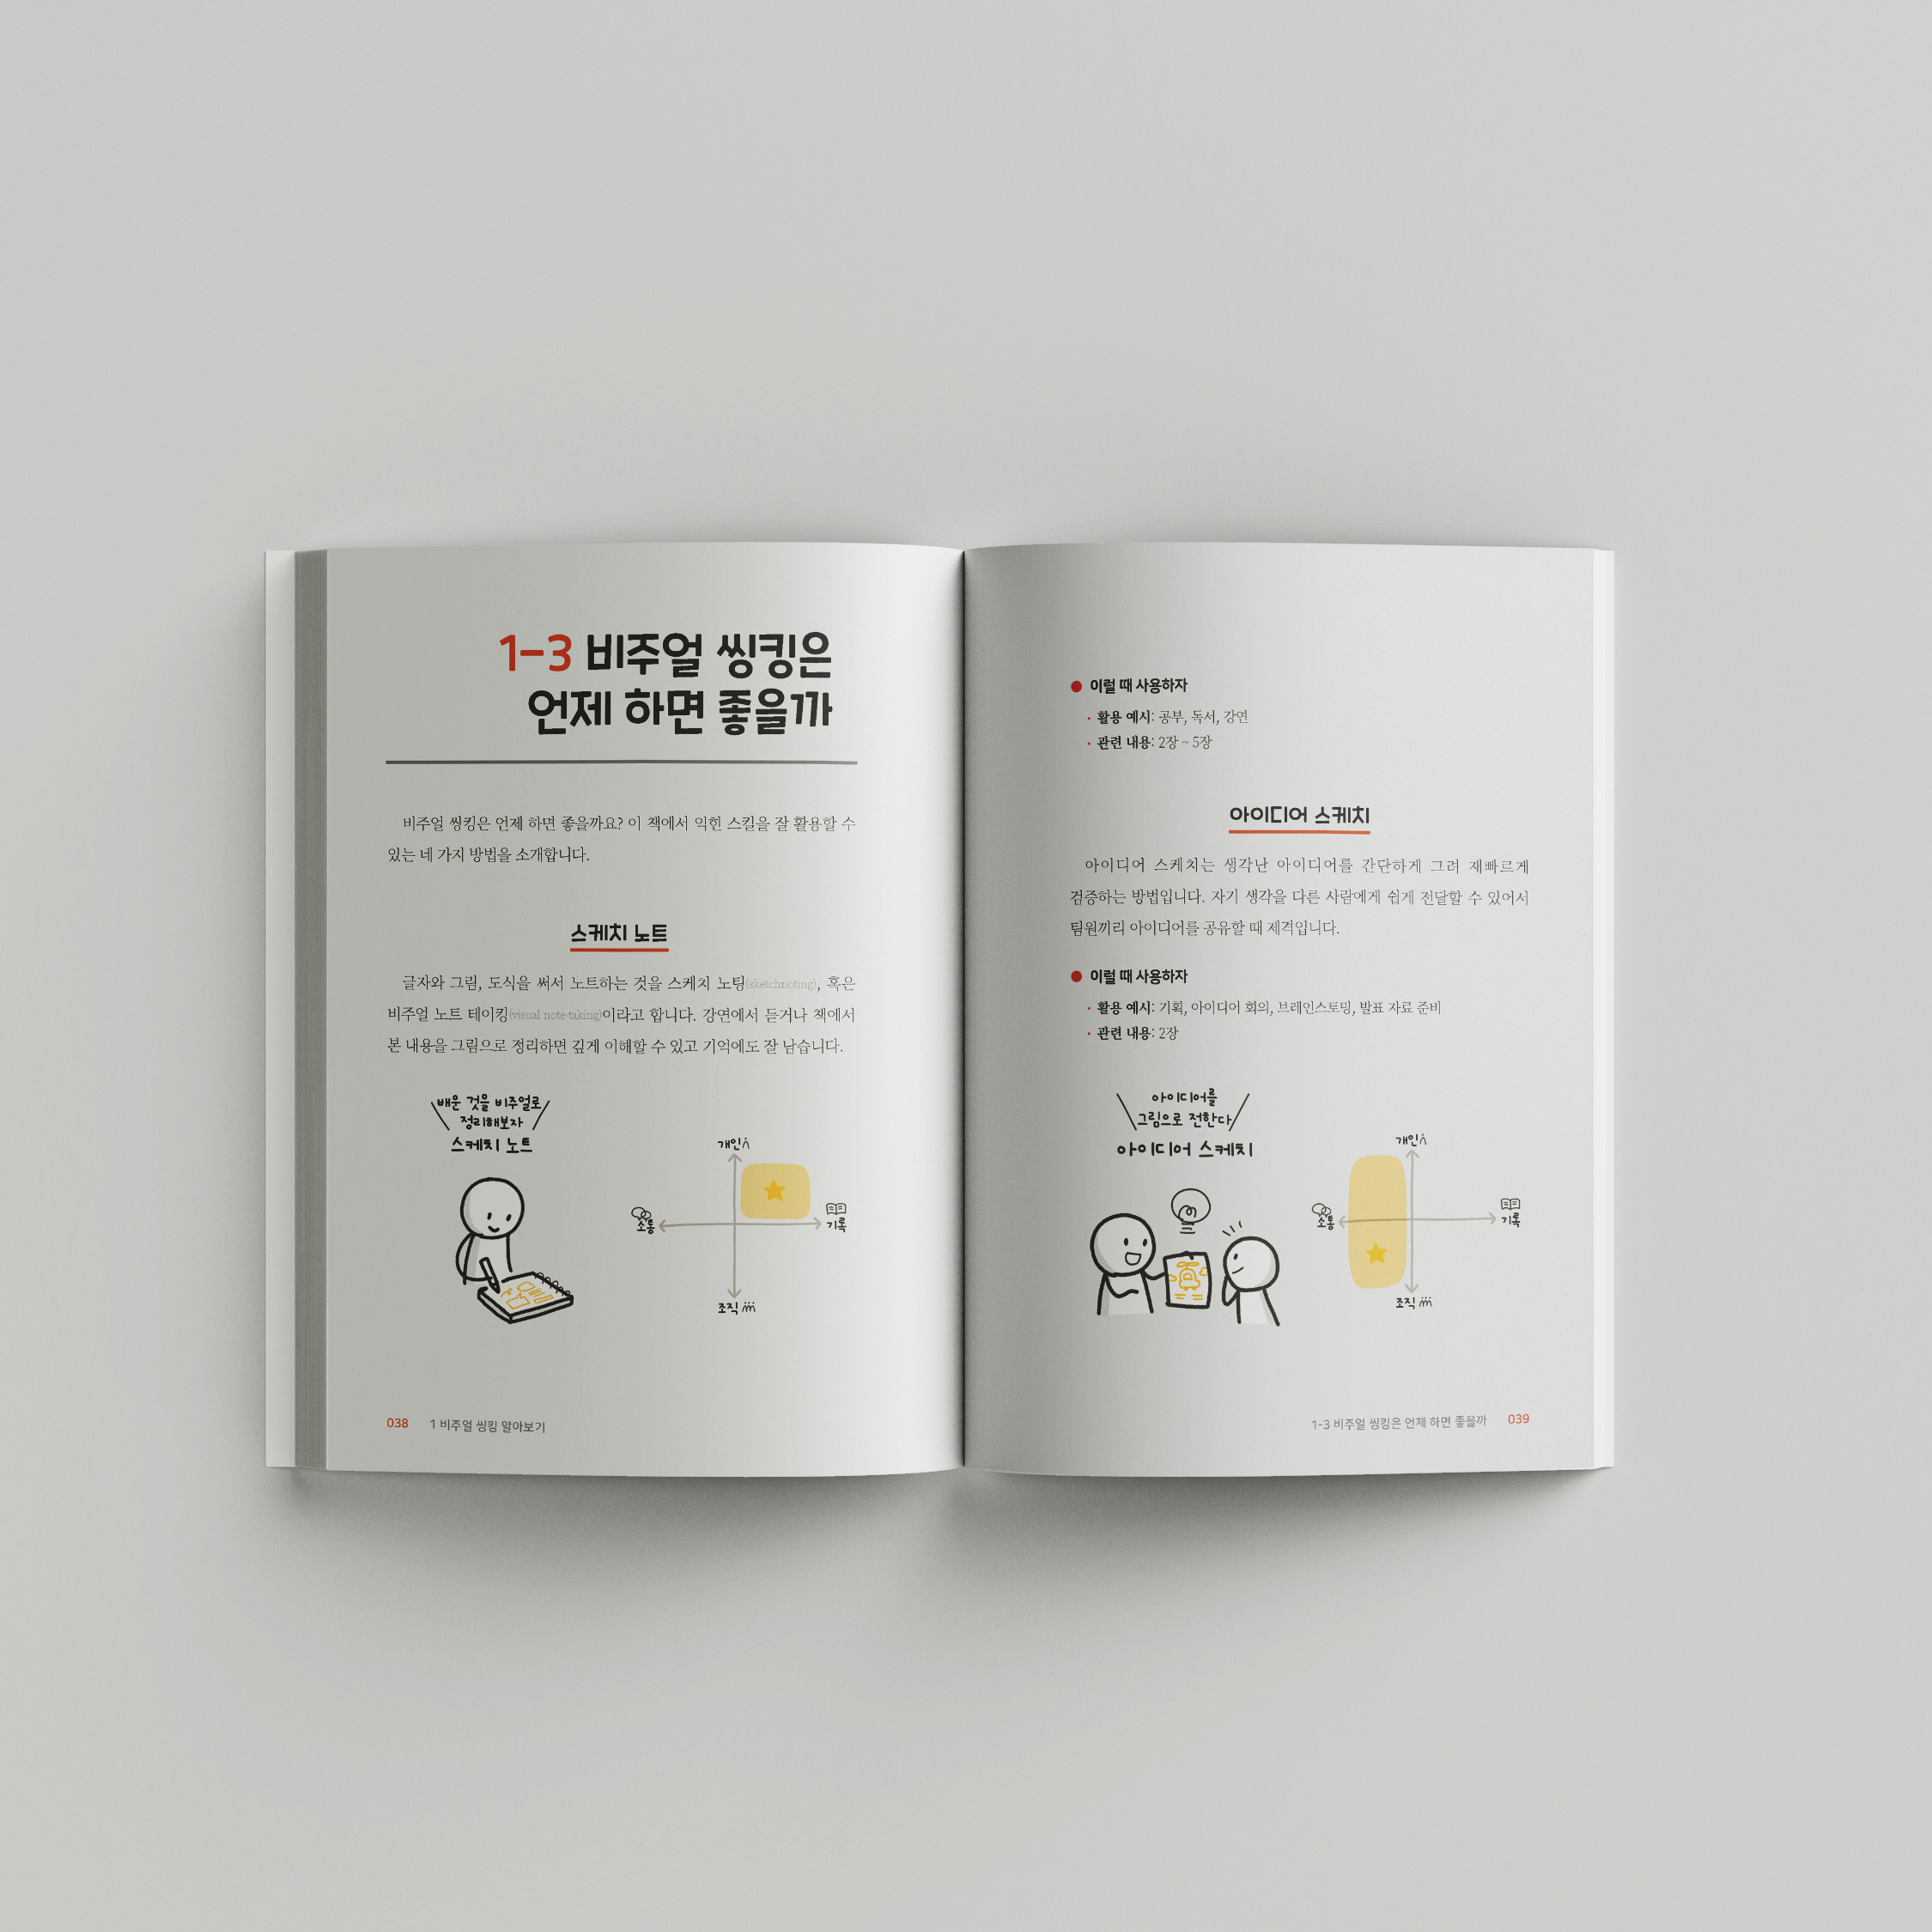 1-3 비주얼 씽킹은
언제 하면 좋을까
비주얼 씽킹은 언제 하면 좋을까요? 이 책에서 익힌 스킬을 잘 활용할 수
있는 네 가지 방법을 소개합니다.
스케치 노트
글자와 그림, 도식을 써서 노트하는 것을 스케치 노팅(sketchnoting), 혹은
비주얼 노트 테이킹(visual note-taking)이라고 합니다. 강연에서 듣거나 책에서
본 내용을 그림으로 정리하면 깊게 이해할 수 있고 기억에도 잘 남습니다.
배운 것을 비주얼로
정리해보자
스케치 노트
개인
소통
기록
조직
038 1 비주얼 씽킹 알아보기
이럴 때 사용하자
· 활용 예시: 공부, 독서, 강연
· 관련 내용: 2장 ~ 5장
아이디어 스케치
아이디어 스케치는 생각난 아이디어를 간단하게 그려 재빠르게
검증하는 방법입니다. 자기 생각을 다른 사람에게 쉽게 전달할 수 있어서
팀원끼리 아이디어를 공유할 때 제격입니다.
이럴 때 사용하자
· 활용 예시: 기획, 아이디어 회의, 브레인스토밍, 발표 자료 준비
· 관련 내용: 2장
아이디어를
그림으로 전한다
아이디어 스케치
개인
소통
기록
조직
1-3 비주얼 씽킹은 언제 하면 좋을까 039